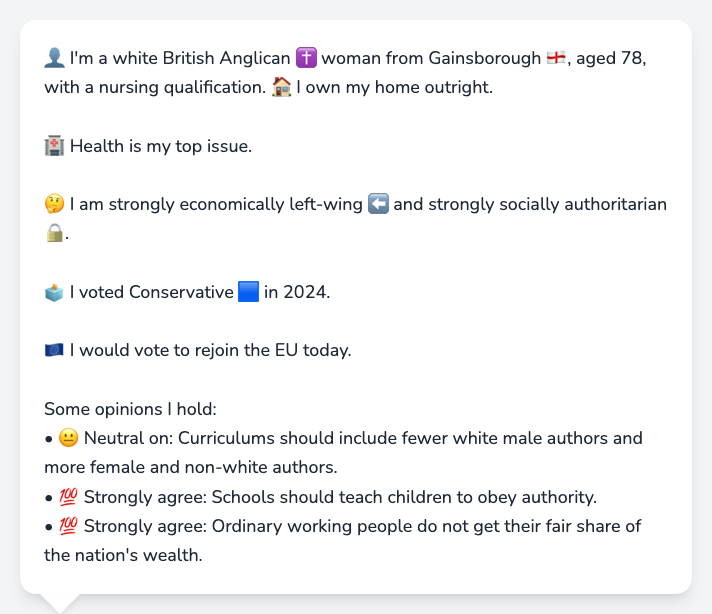 👤 I'm a white British Anglican ✝️ woman from Gainsborough 🏴󠁧󠁢󠁥󠁮󠁧󠁿, aged 78,
with a nursing qualification. 🏠 I own my home outright.
🏥 Health is my top issue.
🤔 I am strongly economically left-wing ⬅️ and strongly socially authoritarian
🔒.
🗳️ I voted Conservative 🟦 in 2024.
🇪🇺 I would vote to rejoin the EU today.
Some opinions I hold:
• 😐 Neutral on: Curriculums should include fewer white male authors and
more female and non-white authors.
• 💯 Strongly agree: Schools should teach children to obey authority.
• 💯 Strongly agree: Ordinary working people do not get their fair share of
the nation's wealth.